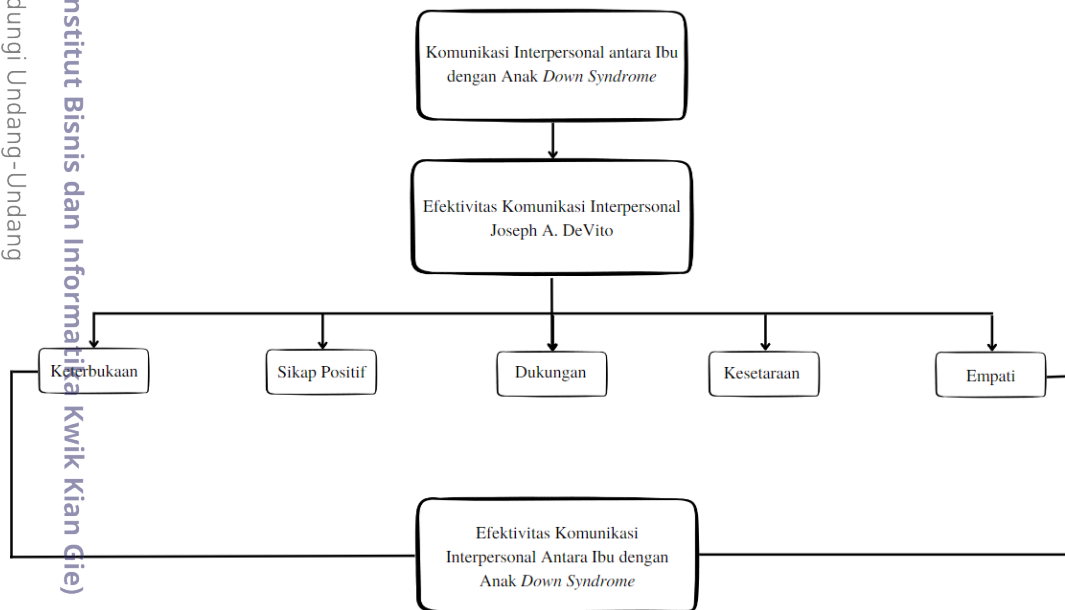 Komunikasi Interpersonal antara Ibu
dengan Anak Down Syndrome
Efektivitas Komunikasi Interpersonal
Joseph A. DeVito
Keterbukaan
Sikap Positif
Dukungan
Kesetaraan
Empati
Efektivitas Komunikasi
Interpersonal Antara Ibu dengan
Anak Down Syndrome
nstitut Bisnis dan Informatika Kwik Kian Gie)
dungi Undang-Undang